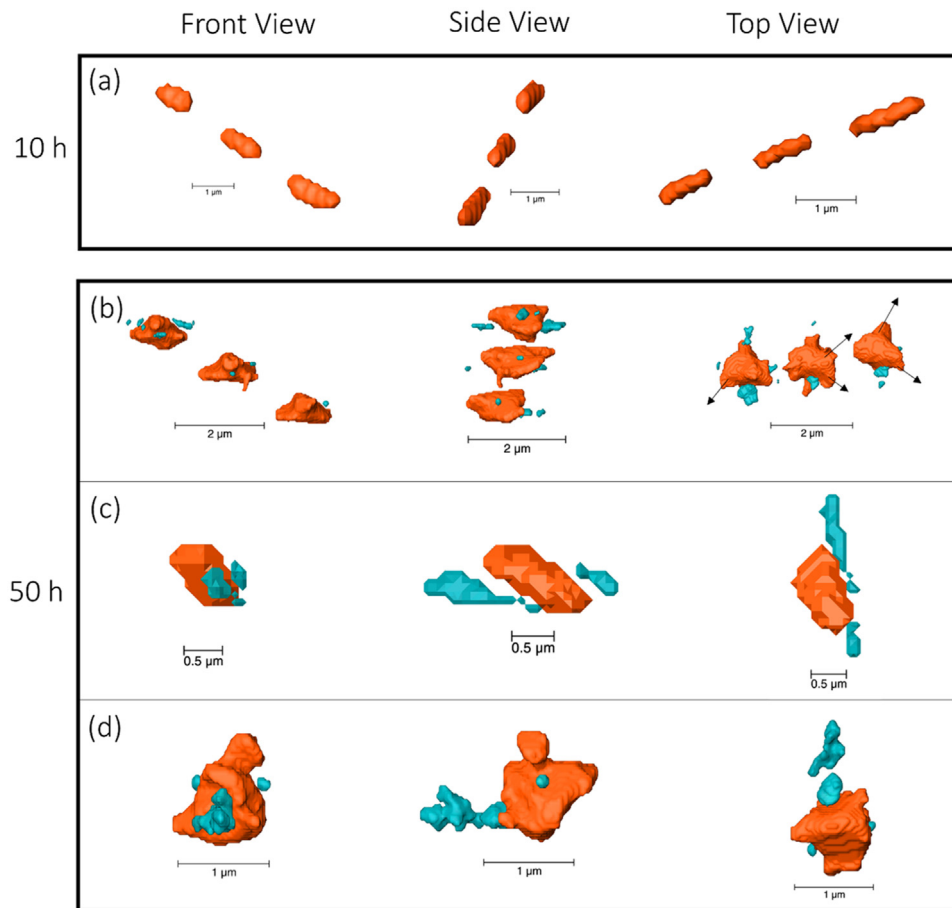 Front View Side View Top View
10 h
(a)
1 µm 1 µm 1 µm
50 h
(b)
2 µm 2 µm 2 µm
(c)
0.5 µm 0.5 µm 0.5 µm
(d)
1 µm 1 µm 1 µm